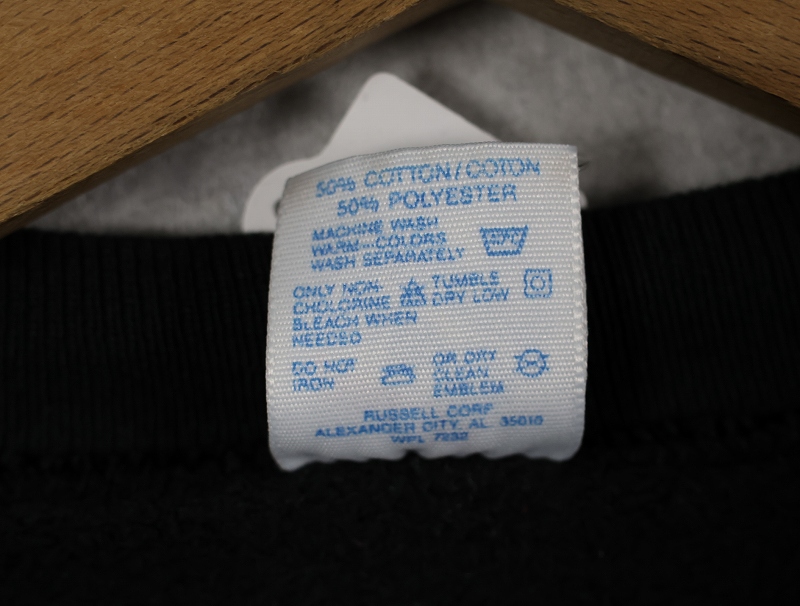 50% COTTON/COTON
50% POLYESTER
MACHINE WASH
WARM-COLORS
WASH SEPARATELY
ONLY NON-
CHOLORINE
BLEACH WHEN
NEEDED
TUMBLE
DRY LOW
DO NOT
IRON
OR DRY
CLEAN
EMBLEM
RUSSELL CORP
ALEXANDER CITY, AL. 35010
WPL 7232